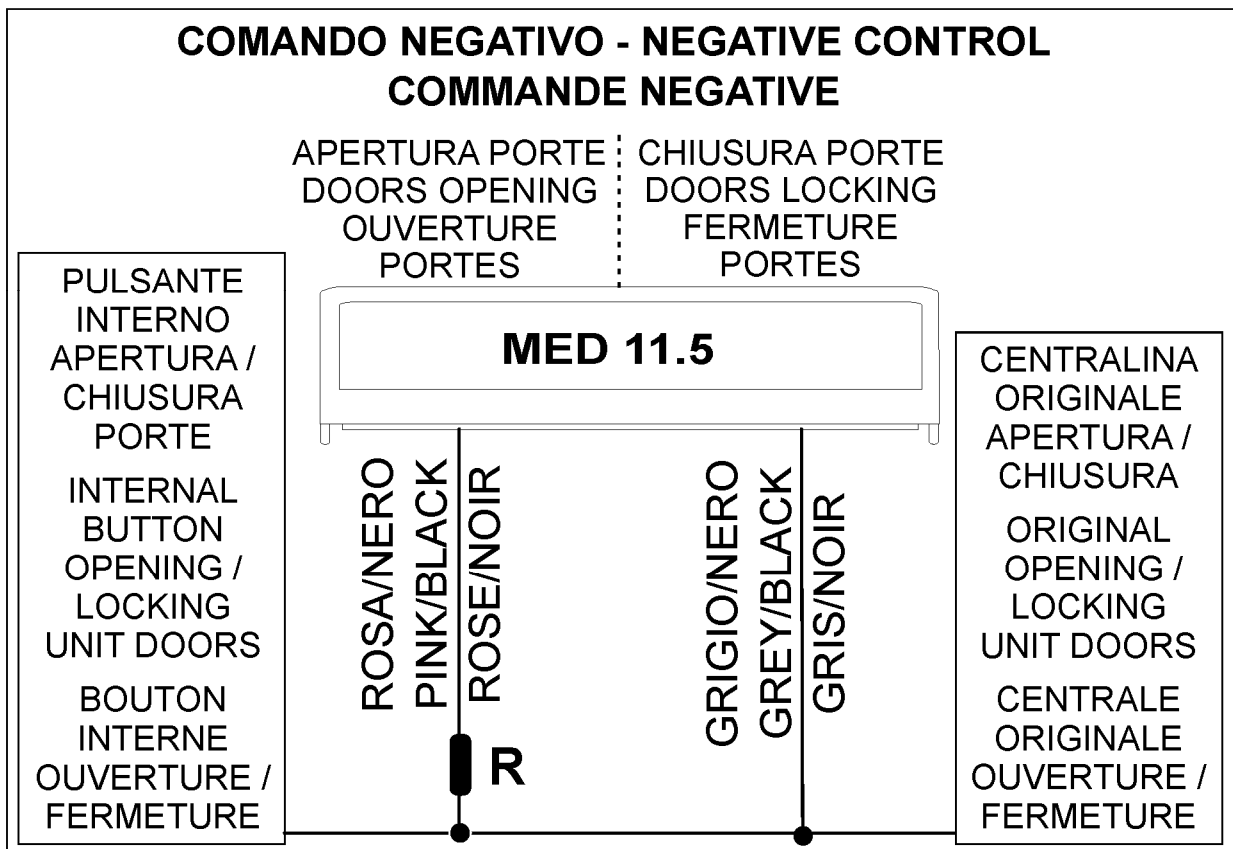 COMANDO NEGATIVO - NEGATIVE CONTROL
COMMANDE NEGATIVE
APERTURA PORTE
DOORS OPENING
OUVERTURE
PORTES
CHIUSURA PORTE
DOORS LOCKING
FERMETURE
PORTES
PULSANTE
INTERNO
APERTURA /
CHIUSURA
PORTE
INTERNAL
BUTTON
OPENING /
LOCKING
UNIT DOORS
BOUTON
INTERNE
OUVERTURE /
FERMETURE
MED 11.5
ROSA/NERO
PINK/BLACK
ROSE/NOIR
R
GRIGIO/NERO
GREY/BLACK
GRIS/NOIR
CENTRALINA
ORIGINALE
APERTURA /
CHIUSURA
ORIGINAL
OPENING /
LOCKING
UNIT DOORS
CENTRALE
ORIGINALE
OUVERTURE /
FERMETURE